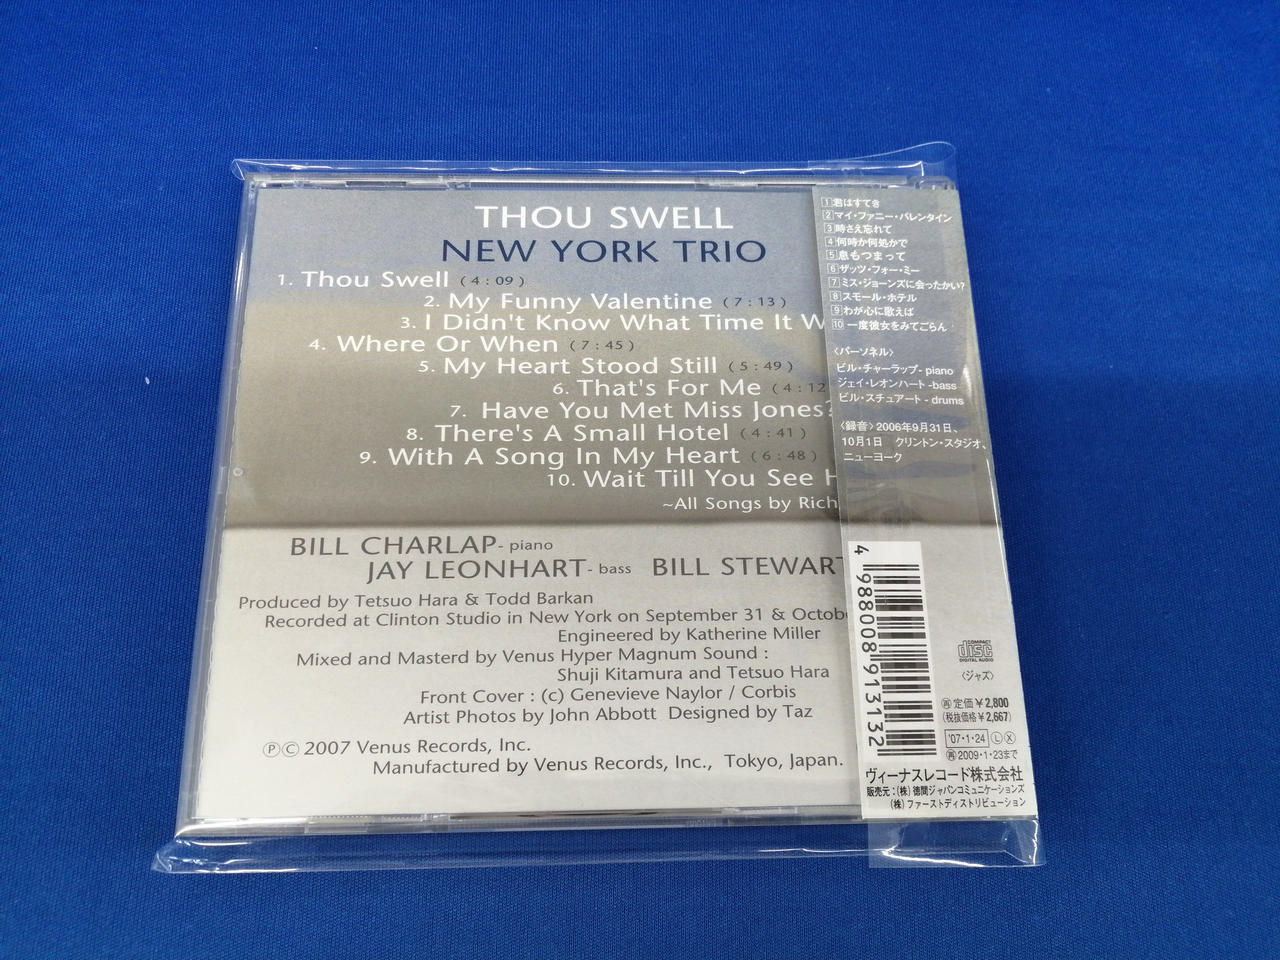 THOU SWELL
NEW YORK TRIO
1. Thou Swell (4:09)
2. My Funny Valentine (7:13)
3. I Didn't Know What Time It W
4. Where Or When (7:45)
5. My Heart Stood Still (5:49)
6. That's For Me (4:12
7. Have You Met Miss Jones?
8. There's A Small Hotel (4:41)
9. With A Song In My Heart (6:48)
10. Wait Till You See H
~All Songs by Rich
BILL CHARLAP- piano
JAY LEONHART- bass BILL STEWART
Produced by Tetsuo Hara & Todd Barkan
Recorded at Clinton Studio in New York on September 31 & Octobe
Engineered by Katherine Miller
Mixed and Masterd by Venus Hyper Magnum Sound :
Shuji Kitamura and Tetsuo Hara
Front Cover : (c) Genevieve Naylor / Corbis
Artist Photos by John Abbott Designed by Taz
ⓅⒸ 2007 Venus Records, Inc.
Manufactured by Venus Records, Inc., Tokyo, Japan.
1 君はすてき
2 マイ・ファニー・バレンタイン
3 時さえ忘れて
4 何時か何処かで
5 息もつまって
6 ザッツ・フォー・ミー
7 ミス・ジョーンズに会ったかい?
8 スモール・ホテル
9 わが心に歌えば
10 一度彼女をみてごらん
〈パーソネル〉
ビル・チャーラップ- piano
ジェイ・レオンハート -bass
ビル・スチュアート - drums
〈録音〉2006年9月31日、
10月1日 クリントン・スタジオ、
ニューヨーク
4 988008 913132
COMPACT
disc
DIGITAL AUDIO
〈ジャズ〉
再 定価¥2,800
(税抜価格¥2,667)
'07・1・24 Ⓛ Ⓧ
再 2009・1・23まで
ヴィーナスレコード株式会社
販売元：(株)徳間ジャパンコミュニケーションズ
(株)ファーストディストリビューション